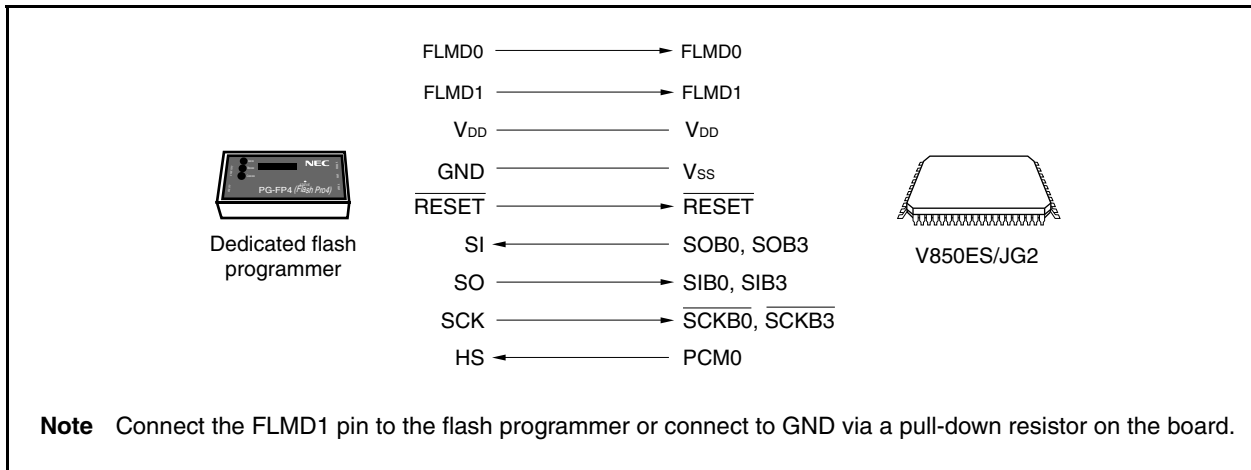 FLMD0 FLMD0
FLMD1 FLMD1
VDD VDD
GND VSS
RESET RESET
SI SOB0, SOB3
SO SIB0, SIB3
SCK SCKB0, SCKB3
HS PCM0
NEC
PG-FP4 (Flash Pro4)
Dedicated flash
programmer
V850ES/JG2
Note Connect the FLMD1 pin to the flash programmer or connect to GND via a pull-down resistor on the board.